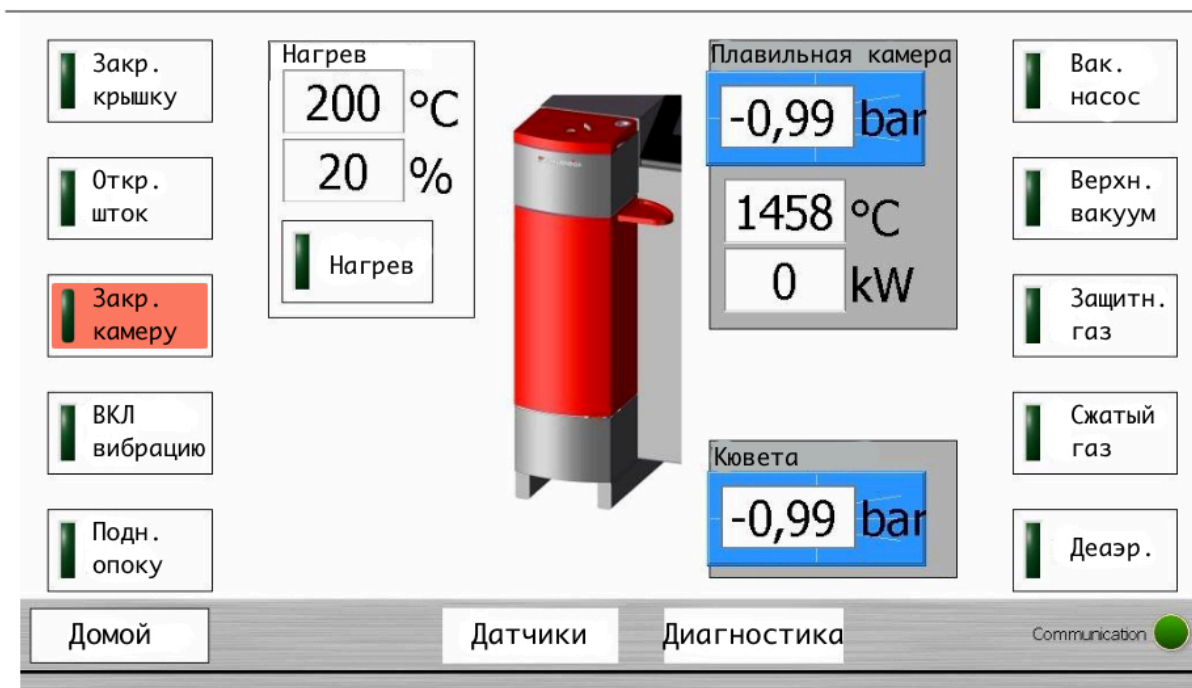 Закр.
крышку
Откр.
шток
Закр.
камеру
ВКЛ
вибрацию
Подн.
опоку
Нагрев
200 °C
20 %
Нагрев
Плавильная камера
-0,99 bar
1458 °C
0 kW
Кювета
-0,99 bar
Вак.
насос
Верхн.
вакуум
Защитн.
газ
Сжатый
газ
Деаэр.
Домой
Датчики
Диагностика
Communication